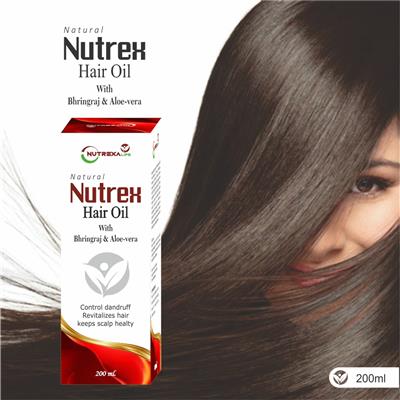 Natural
Nutrex
Hair Oil
With
Bhringraj & Aloe-vera
NUTREXALIFE
Natural
Nutrex
Hair Oil
With
Bhringraj & Aloe-vera
Control dandruff
Revitalizes hair
keeps scalp healty
200 ml.
200ml